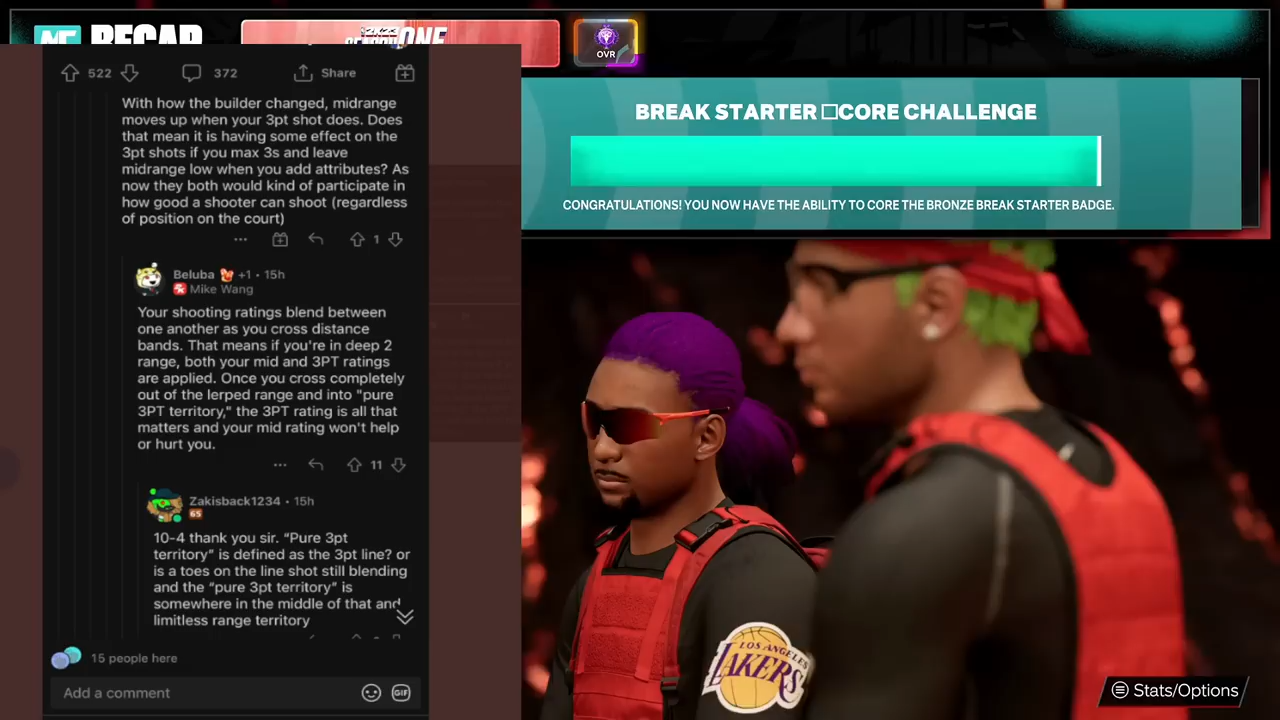 RECAP
2K23
SEASON ONE
OVR
522
372
Share
With how the builder changed, midrange
moves up when your 3pt shot does. Does
that mean it is having some effect on the
3pt shots if you max 3s and leave
midrange low when you add attributes? As
now they both would kind of participate in
how good a shooter can shoot (regardless
of position on the court)
1
Beluba +1 • 15h
Mike Wang
Your shooting ratings blend between
one another as you cross distance
bands. That means if you're in deep 2
range, both your mid and 3PT ratings
are applied. Once you cross completely
out of the lerped range and into "pure
3PT territory," the 3PT rating is all that
matters and your mid rating won't help
or hurt you.
11
Zakisback1234 • 15h
65
10-4 thank you sir. “Pure 3pt
territory” is defined as the 3pt line? or
is a toes on the line shot still blending
and the “pure 3pt territory” is
somewhere in the middle of that and
limitless range territory
15 people here
Add a comment
GIF
BREAK STARTER □CORE CHALLENGE
CONGRATULATIONS! YOU NOW HAVE THE ABILITY TO CORE THE BRONZE BREAK STARTER BADGE.
LOS ANGELES
LAKERS
Stats/Options